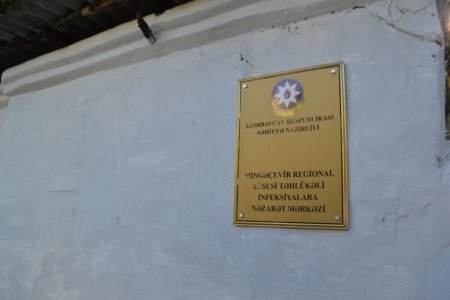 AZƏRBAYCAN RESPUBLİKASI
SƏHİYYƏ NAZİRLİYİ
MİNGƏÇEVİR REGİONAL
XÜSUSİ TƏHLÜKƏLİ
İNFEKSİYALARA
NƏZARƏT MƏRKƏZİ